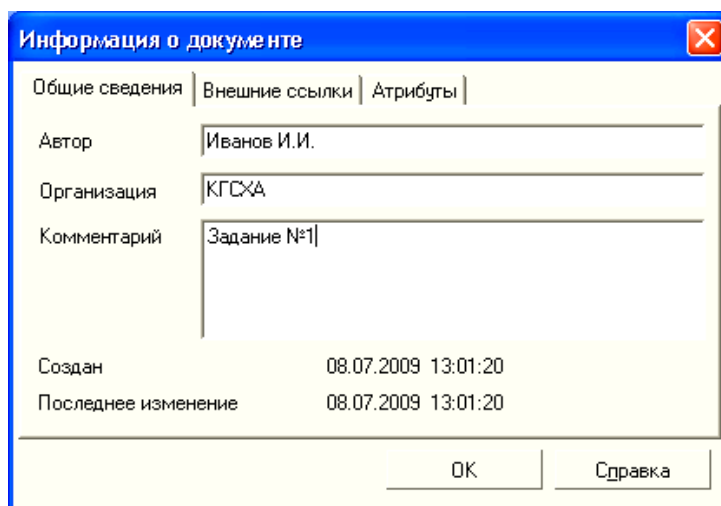 Информация о документе
Общие сведения Внешние ссылки Атрибуты
Автор Иванов И.И.
Организация КГСХА
Комментарий Задание №1
Создан 08.07.2009 13:01:20
Последнее изменение 08.07.2009 13:01:20
OK Справка